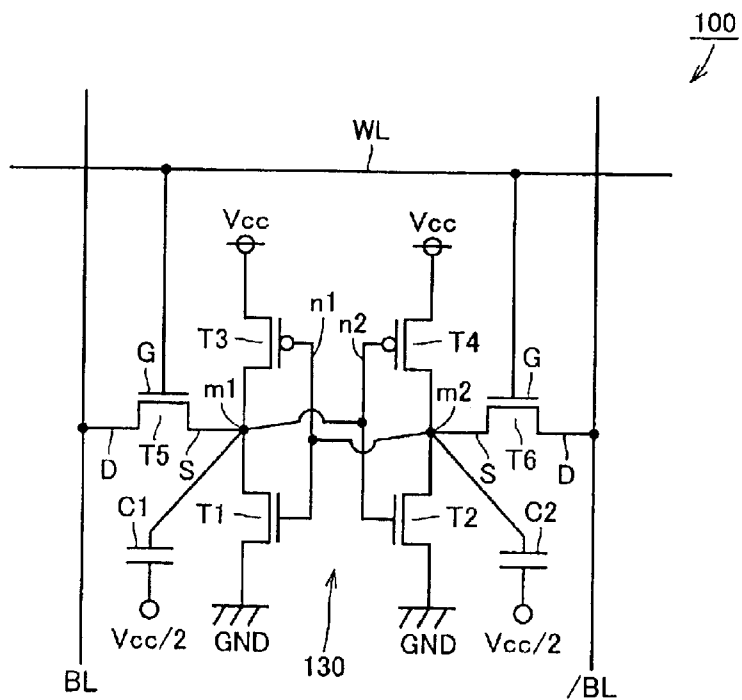 100
WL
Vcc Vcc
n1 n2
T3 T4
G G
m1 m2
D T5 S S T6 D
C1 T1 T2 C2
Vcc/2 GND GND Vcc/2
130
BL /BL